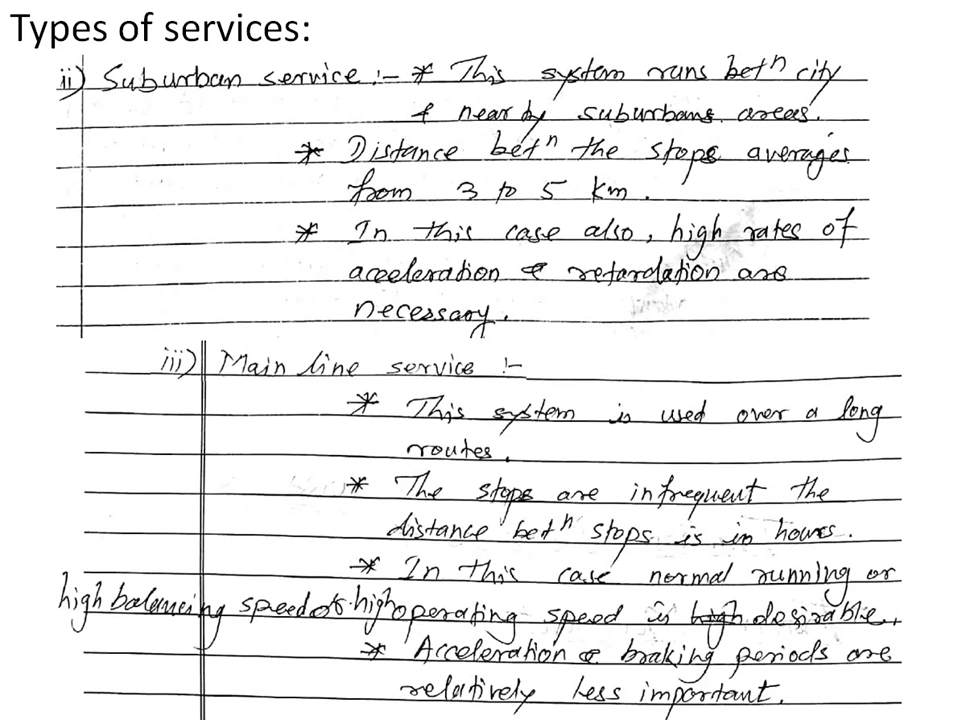 Types of services:
ii) Suburban service :- * This system runs betn city
& near by suburbans areas.
* Distance betn the stops averages
from 3 to 5 km.
* In this case also, high rates of
acceleration & retardation are
necessary.
iii) Main line service :-
* This system is used over a long
routes.
* The stops are infrequent the
distance betn stops is in hours.
* In this case normal running or
high balancing speed or high operating speed is high desirable.
* Acceleration & braking periods are
relatively less important.